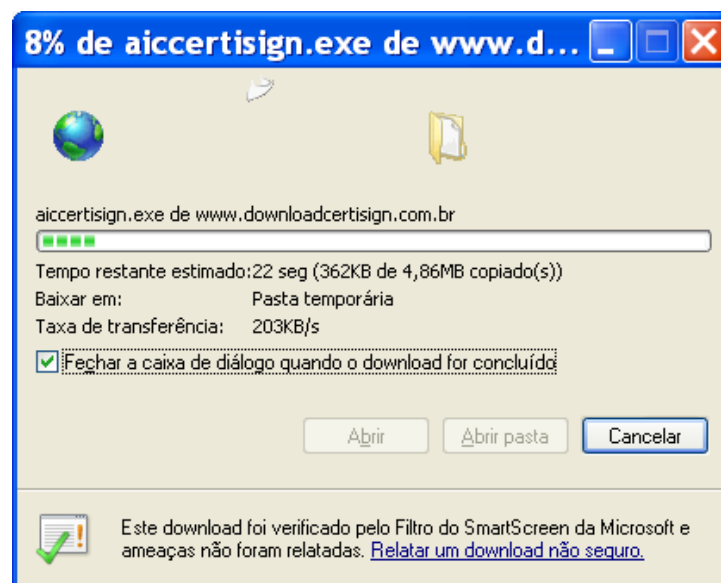 8% de aiccertisign.exe de www.d...
aiccertisign.exe de www.downloadcertisign.com.br
Tempo restante estimado:22 seg (362KB de 4,86MB copiado(s))
Baixar em: Pasta temporária
Taxa de transferência: 203KB/s
Fechar a caixa de diálogo quando o download for concluído
Abrir Abrir pasta Cancelar
Este download foi verificado pelo Filtro do SmartScreen da Microsoft e
ameaças não foram relatadas. Relatar um download não seguro.